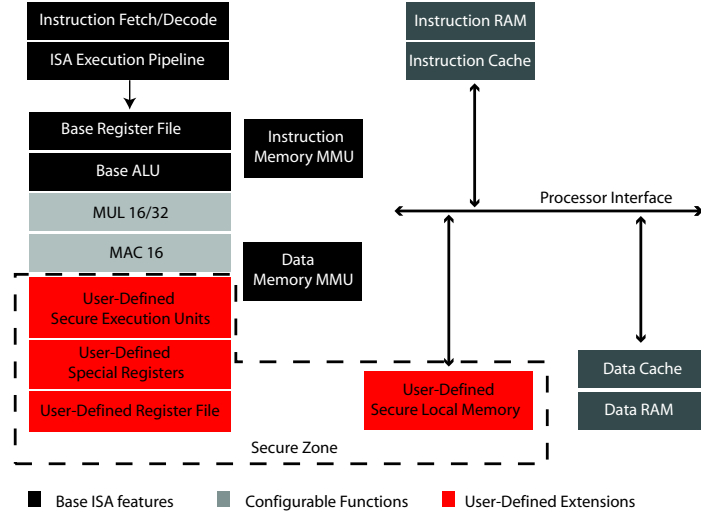 Instruction Fetch/Decode
ISA Execution Pipeline
Base Register File
Base ALU
MUL 16/32
MAC 16
User-Defined
Secure Execution Units
User-Defined
Special Registers
User-Defined Register File
Instruction
Memory MMU
Data
Memory MMU
Instruction RAM
Instruction Cache
Processor Interface
User-Defined
Secure Local Memory
Data Cache
Data RAM
Secure Zone
Base ISA features
Configurable Functions
User-Defined Extensions